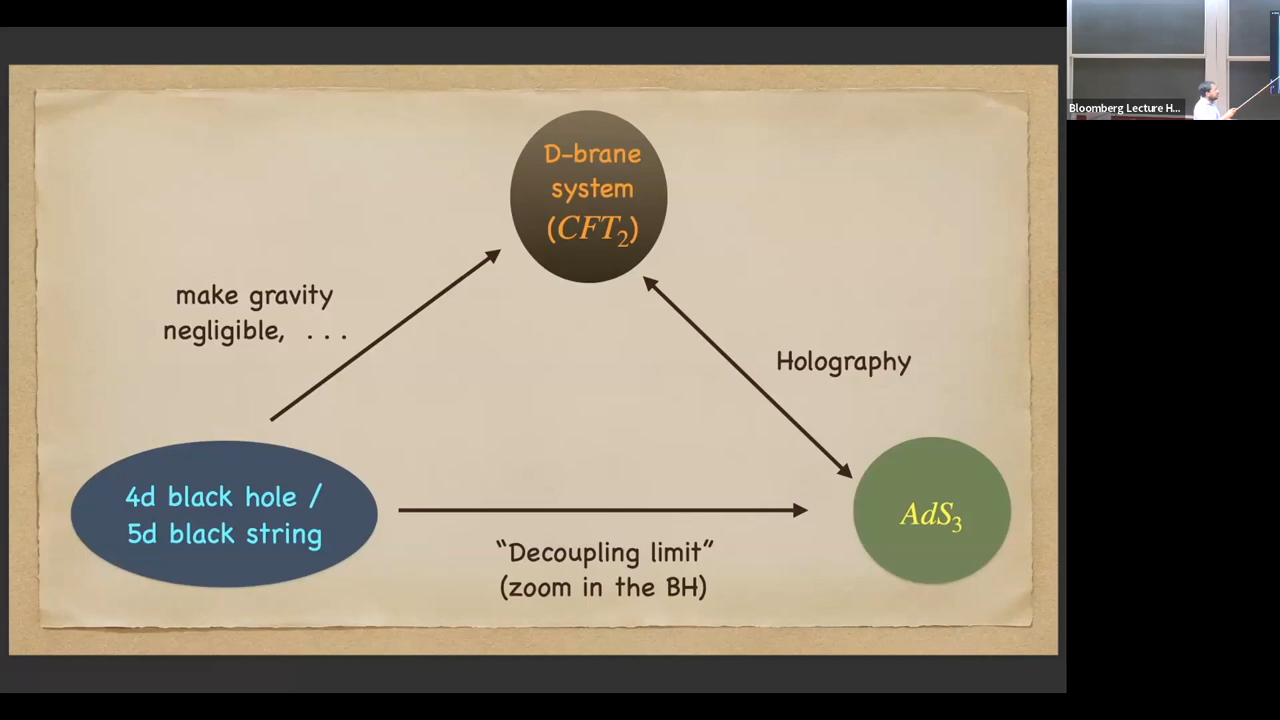 D-brane
system
(CFT₂)
make gravity
negligible, . . .
Holography
4d black hole /
5d black string
AdS₃
“Decoupling limit”
(zoom in the BH)
Bloomberg Lecture H...